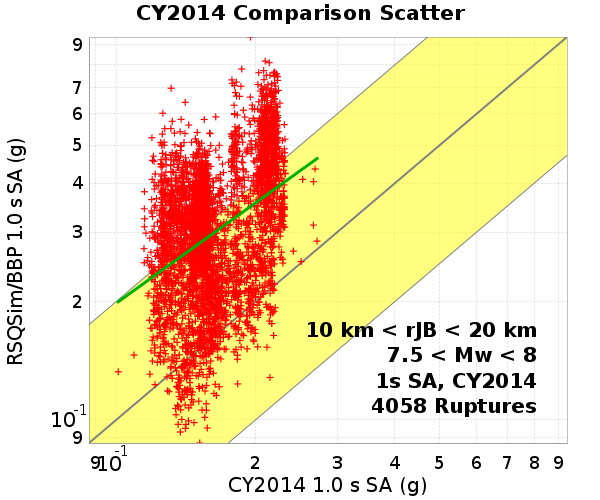 CY2014 Comparison Scatter
RSQSim/BBP 1.0 s SA (g)
9
7
6
5
4
3
2
10⁻¹
9
10 km < rJB < 20 km
7.5 < Mw < 8
1s SA, CY2014
4058 Ruptures
9 10⁻¹ 2 3 4 5 6 7 8 9
CY2014 1.0 s SA (g)